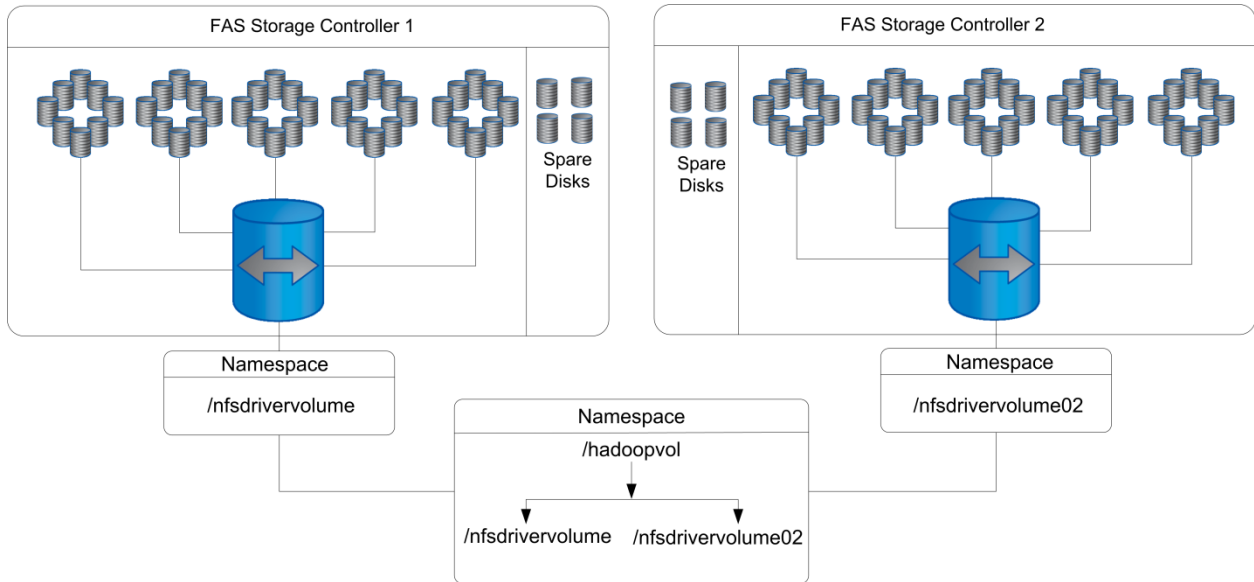 FAS Storage Controller 1
FAS Storage Controller 2
Spare
Disks
Spare
Disks
Namespace
/nfsdrivervolume
Namespace
/nfsdrivervolume02
Namespace
/hadoopvol
/nfsdrivervolume
/nfsdrivervolume02